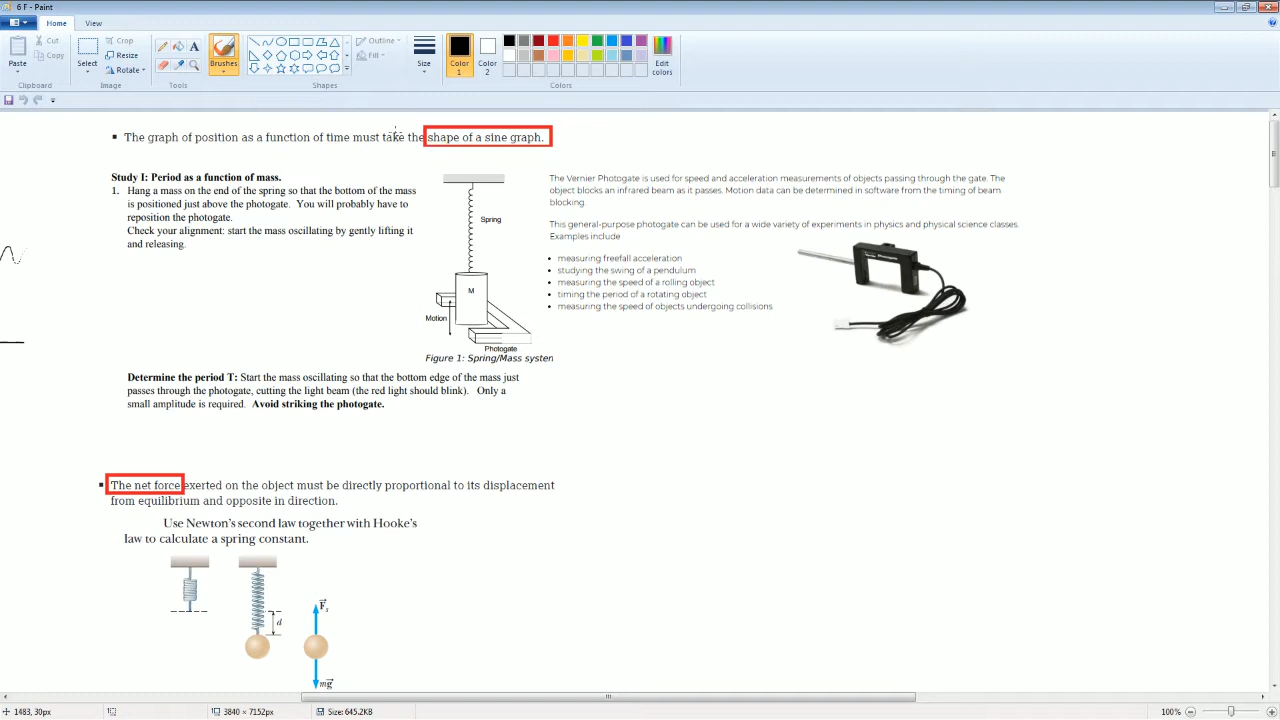 6 F - Paint
Home
View
Paste
Cut
Copy
Clipboard
Select
Crop
Resize
Rotate
Image
A
Tools
Brushes
Outline
Fill
Shapes
Size
Color
1
Color
2
Edit
colors
Colors
▪ The graph of position as a function of time must take the shape of a sine graph.
Study I: Period as a function of mass.
1. Hang a mass on the end of the spring so that the bottom of the mass
is positioned just above the photogate. You will probably have to
reposition the photogate.
Check your alignment: start the mass oscillating by gently lifting it
and releasing.
Spring
M
Motion
Photogate
Figure 1: Spring/Mass system
The Vernier Photogate is used for speed and acceleration measurements of objects passing through the gate. The
object blocks an infrared beam as it passes. Motion data can be determined in software from the timing of beam
blocking.
This general-purpose photogate can be used for a wide variety of experiments in physics and physical science classes.
Examples include
• measuring freefall acceleration
• studying the swing of a pendulum
• measuring the speed of a rolling object
• timing the period of a rotating object
• measuring the speed of objects undergoing collisions
Determine the period T: Start the mass oscillating so that the bottom edge of the mass just
passes through the photogate, cutting the light beam (the red light should blink). Only a
small amplitude is required. Avoid striking the photogate.
▪ The net force exerted on the object must be directly proportional to its displacement
from equilibrium and opposite in direction.
Use Newton's second law together with Hooke's
law to calculate a spring constant.
d
F⃗s
mg⃗
1483, 30px
3840 × 7152px
Size: 645.2KB
100%